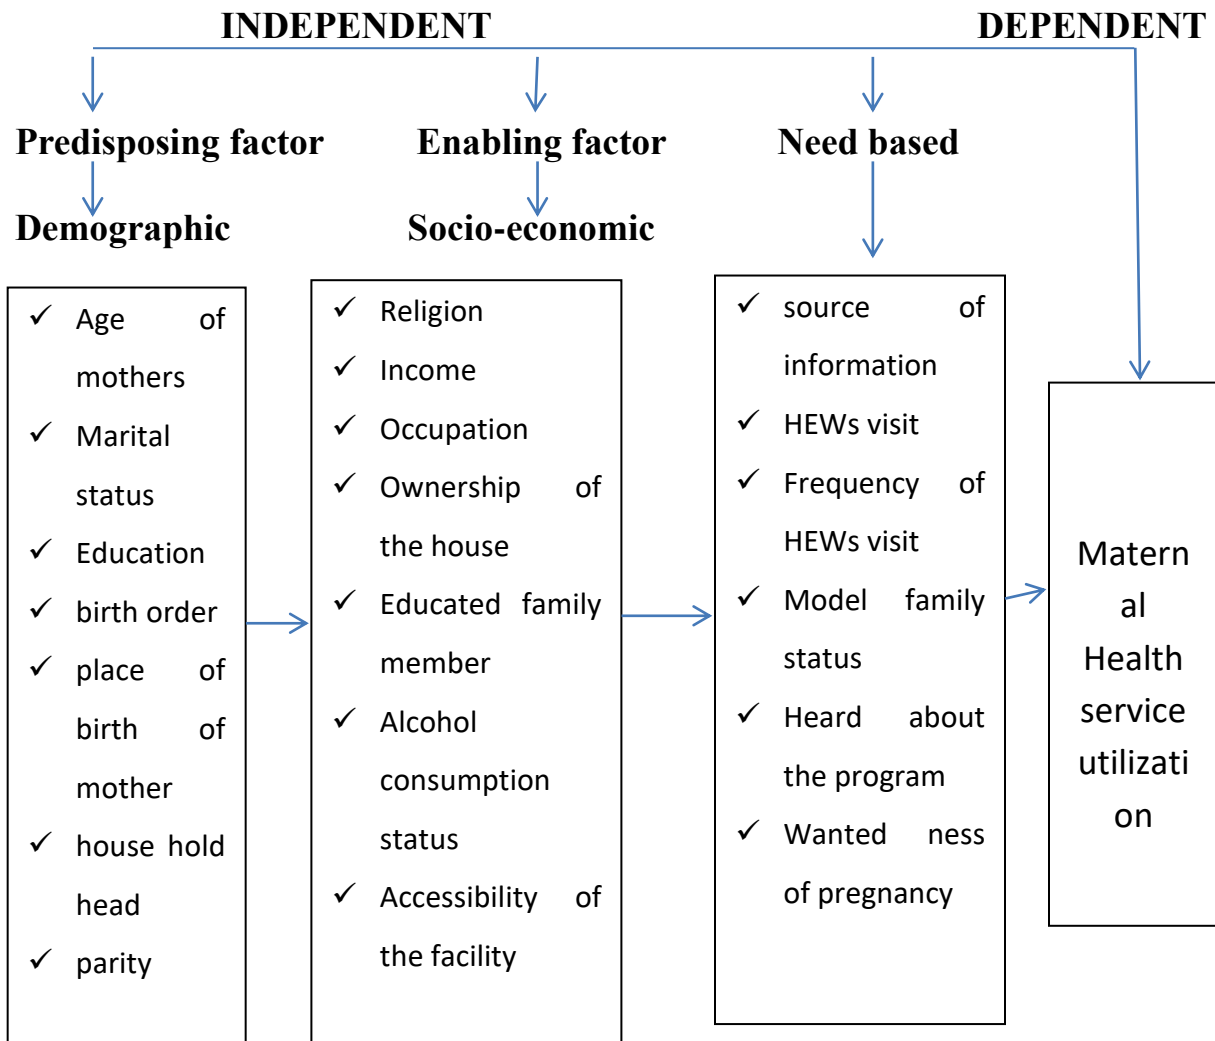 INDEPENDENT
DEPENDENT
Predisposing factor
Enabling factor
Need based
Demographic
Socio-economic
✓ Age of
mothers
✓ Marital
status
✓ Education
✓ birth order
✓ place of
birth of
mother
✓ house hold
head
✓ parity
✓ Religion
✓ Income
✓ Occupation
✓ Ownership of
the house
✓ Educated family
member
✓ Alcohol
consumption
status
✓ Accessibility of
the facility
✓ source of
information
✓ HEWs visit
✓ Frequency of
HEWs visit
✓ Model family
status
✓ Heard about
the program
✓ Wanted ness
of pregnancy
Matern
al
Health
service
utilizati
on